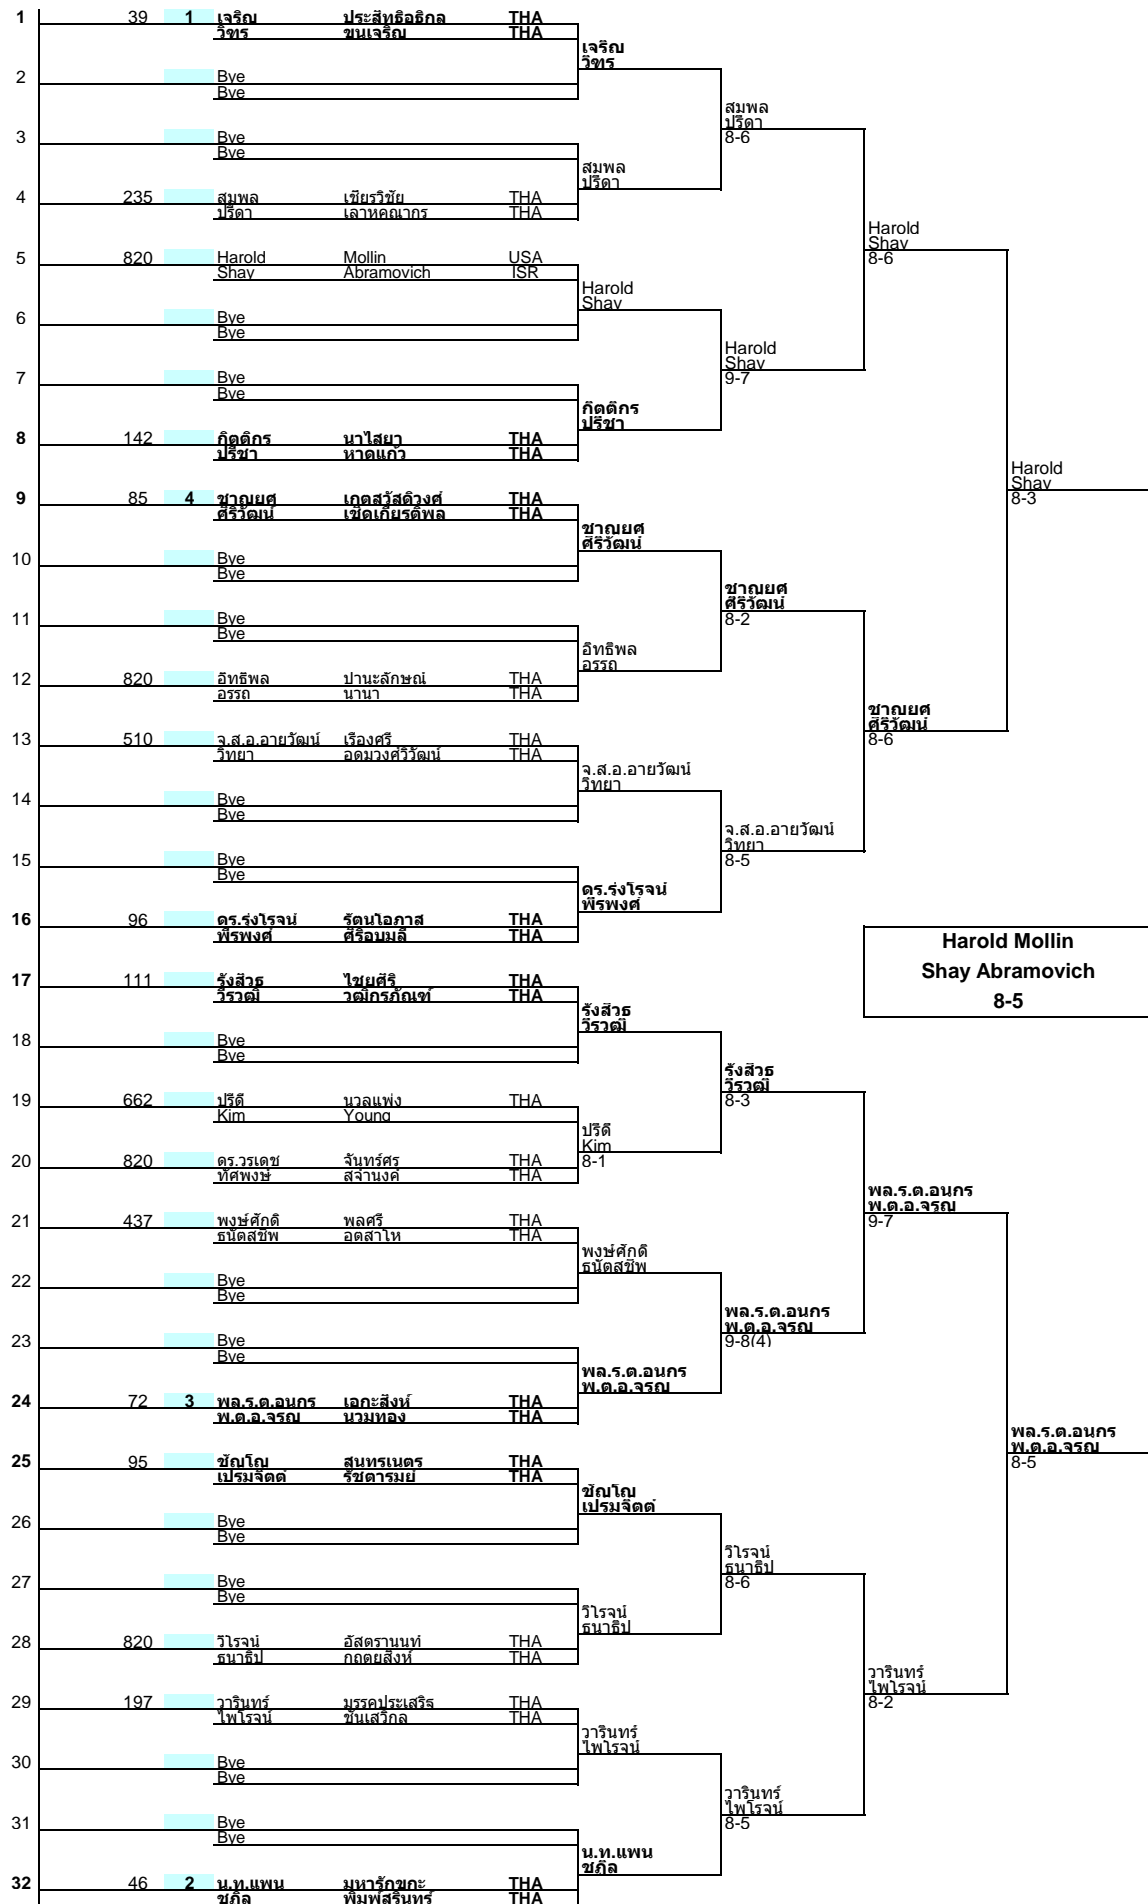 1 39 1 เจริญ ประสิทธิอธิกล THA
วิฑร ขนเจริญ THA
เจริญ
วิฑร
2 Bye
Bye
สมพล
ปรีดา
8-6
3 Bye
Bye
สมพล
ปรีดา
4 235 สมพล เชียรวิชัย THA
ปรีดา เลาหคณากร THA
Harold
Shay
8-6
5 820 Harold Mollin USA
Shay Abramovich ISR
Harold
Shay
6 Bye
Bye
Harold
Shay
9-7
7 Bye
Bye
กิตติกร
ปรีชา
8 142 กิตติกร นาไสยา THA
ปรีชา หาดแก้ว THA
Harold
Shay
8-3
9 85 4 ชาญยศ เกตสวัสดิวงศ์ THA
ศิริวัฒน์ เชิดเกียรติพล THA
ชาญยศ
ศิริวัฒน์
10 Bye
Bye
ชาญยศ
ศิริวัฒน์
8-2
11 Bye
Bye
อิทธิพล
อรรถ
12 820 อิทธิพล ปานะลักษณ์ THA
อรรถ นานา THA
ชาญยศ
ศิริวัฒน์
8-6
13 510 จ.ส.อ.อายวัฒน์ เรืองศรี THA
วิทยา อดมวงศ์วิวัฒน์ THA
จ.ส.อ.อายวัฒน์
วิทยา
14 Bye
Bye
จ.ส.อ.อายวัฒน์
วิทยา
8-5
15 Bye
Bye
ดร.รงโรจน์
พีรพงศ์
16 96 ดร.รงโรจน์ รัตนโอภาส THA
พีรพงศ์ ศิริอบมลี THA
Harold Mollin
Shay Abramovich
8-5
17 111 รังสิวธ ไชยศิริ THA
วีรวฒิ วฒิกรภัณฑ์ THA
รังสิวธ
วีรวฒิ
18 Bye
Bye
รังสิวธ
วีรวฒิ
8-3
19 662 ปรีดี นวลแพ่ง THA
Kim Young
ปรีดี
Kim
8-1
20 820 ดร.วรเดช จันทร์ศร THA
ทัศพงษ์ สจำนงค์ THA
พล.ร.ต.อนกร
พ.ต.อ.จรญ
9-7
21 437 พงษ์ศักดิ์ พลศรี THA
ธนัตสชีพ อตสาโห THA
พงษ์ศักดิ์
ธนัตสชีพ
22 Bye
Bye
พล.ร.ต.อนกร
พ.ต.อ.จรญ
9-8(4)
23 Bye
Bye
พล.ร.ต.อนกร
พ.ต.อ.จรญ
24 72 3 พล.ร.ต.อนกร เอกะสิงห์ THA
พ.ต.อ.จรญ นวมทอง THA
พล.ร.ต.อนกร
พ.ต.อ.จรญ
8-5
25 95 ชัณโญ สนทรเนตร THA
เปรมจิตต์ รัชตารมย์ THA
ชัณโญ
เปรมจิตต์
26 Bye
Bye
วิโรจน์
ธนาธิป
8-6
27 Bye
Bye
วิโรจน์
ธนาธิป
28 820 วิโรจน์ อัสดรานนท์ THA
ธนาธิป กฤตยสิงห์ THA
วารินทร์
ไพโรจน์
8-2
29 197 วารินทร์ มรรคประเสริฐ THA
ไพโรจน์ ชันเสวิกล THA
วารินทร์
ไพโรจน์
30 Bye
Bye
วารินทร์
ไพโรจน์
8-5
31 Bye
Bye
น.ท.แพน
ชภิล
32 46 2 น.ท.แพน มหารักขกะ THA
ชภิล พิมพ์สรินทร์ THA